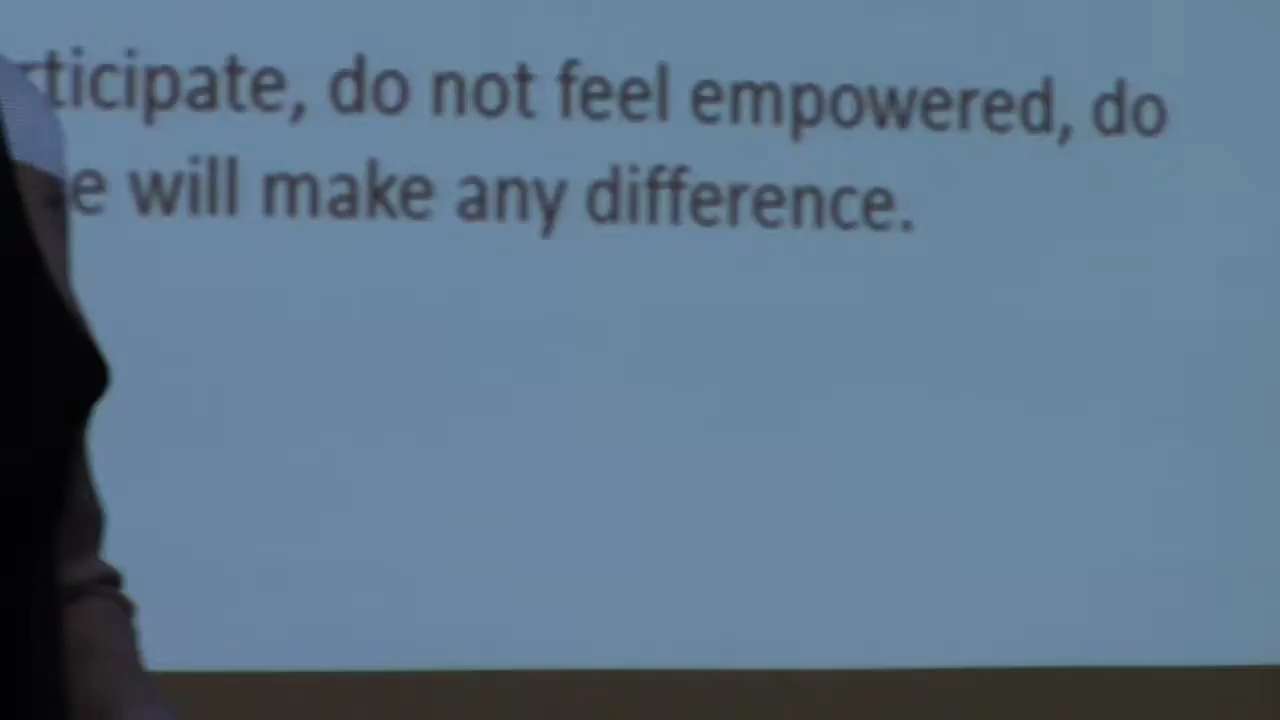 rticipate, do not feel empowered, do
e will make any difference.